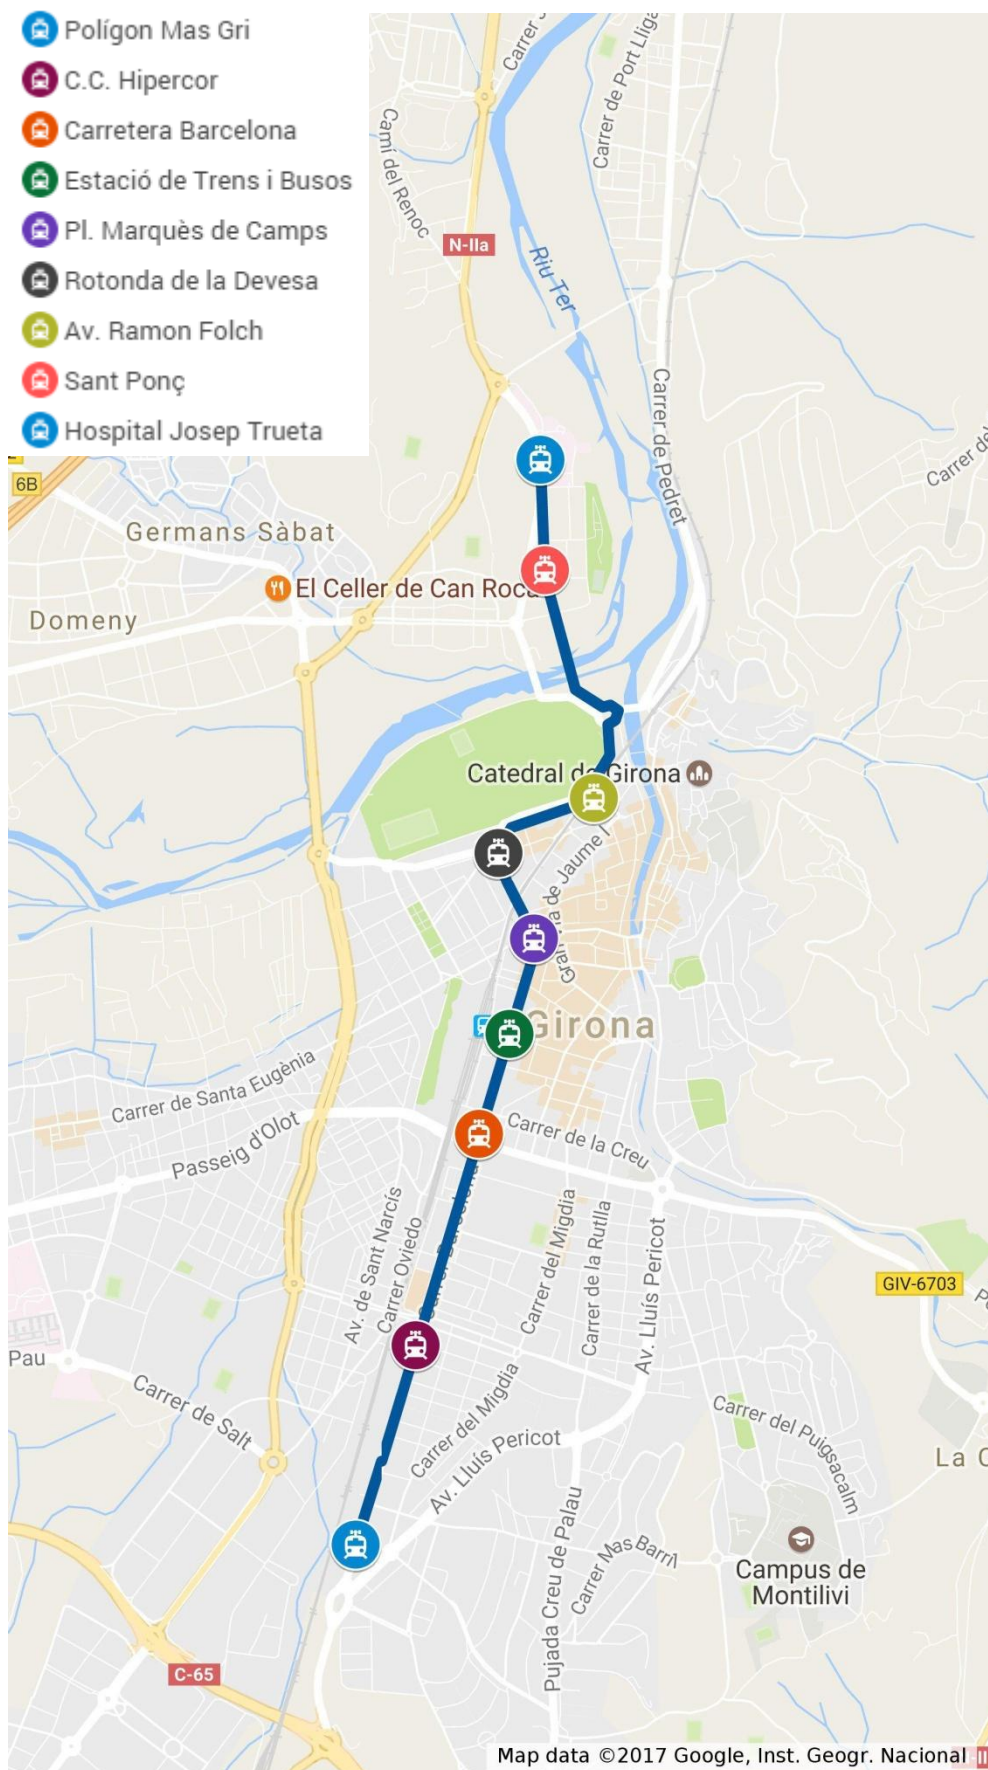 Polígon Mas Gri
C.C. Hipercor
Carretera Barcelona
Estació de Trens i Busos
Pl. Marquès de Camps
Rotonda de la Devesa
Av. Ramon Folch
Sant Ponç
Hospital Josep Trueta
Camí del Renoc
Carrer de Port Lliga
N-IIa
Riu Ter
Carrer de Pedret
6B
Germans Sàbat
El Celler de Can Roca
Domeny
Catedral de Girona
Gran Via de Jaume I
Girona
Carrer de Santa Eugènia
Passeig d'Olot
Carrer de la Creu
Av. de Sant Narcís
Carrer Oviedo
Carrer Barcelona
Carrer del Migdia
Carrer de la Rutlla
Av. Lluís Pericot
GIV-6703
Pau
Carrer de Salt
Carrer del Migdia
Av. Lluís Pericot
Carrer del Puigsacalm
La C
Pujada Creu de Palau
Carrer Mas Barril
Campus de
Montilivi
C-65
Map data ©2017 Google, Inst. Geogr. Nacional